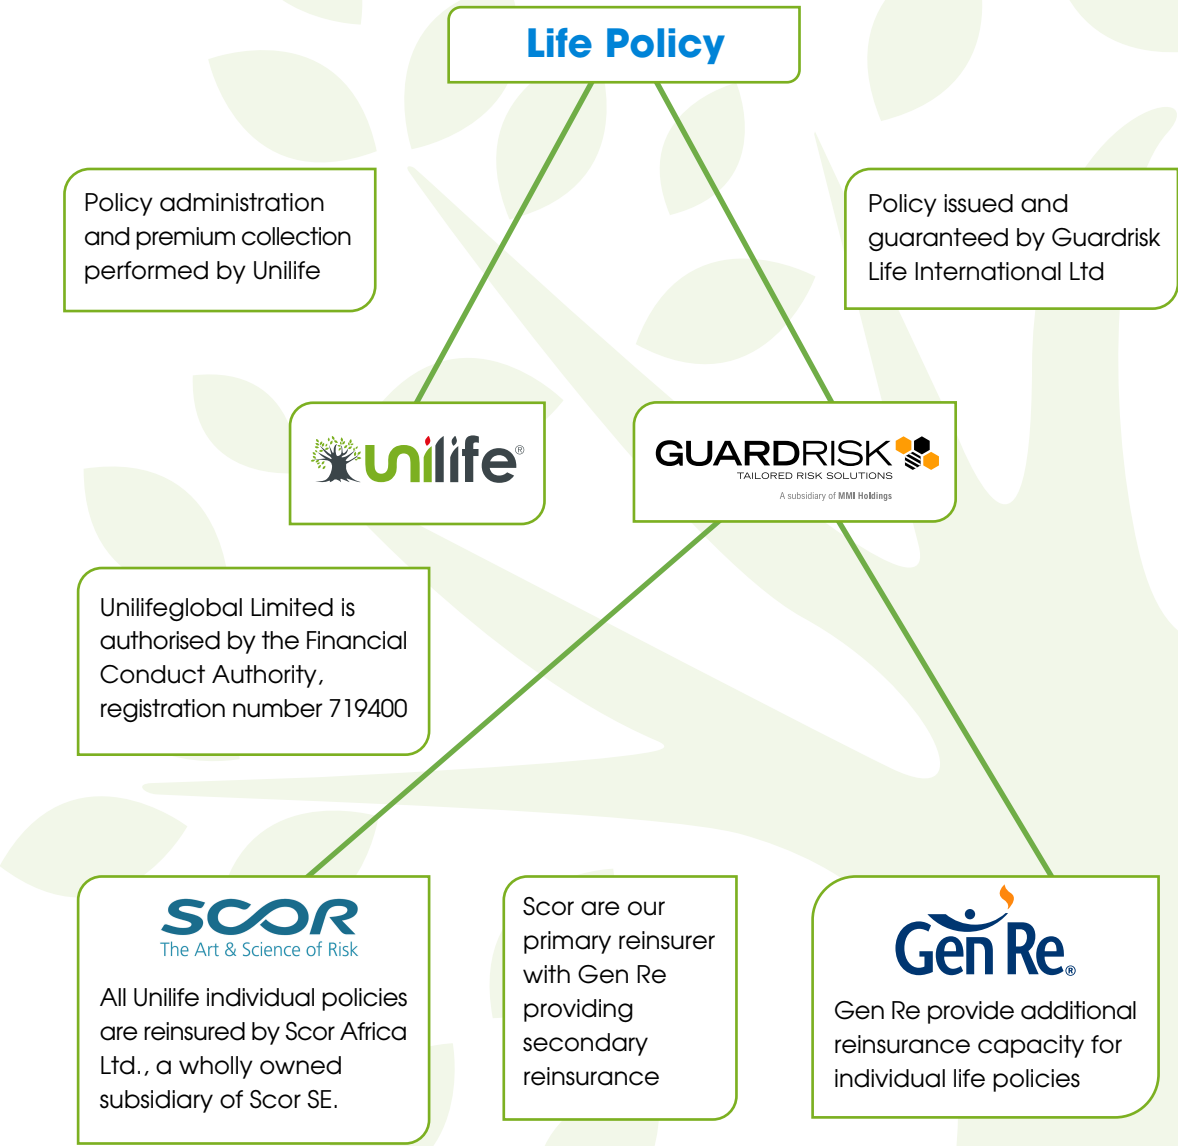 Life Policy
Policy administration
and premium collection
performed by Unilife
Policy issued and
guaranteed by Guardrisk
Life International Ltd
unilife®
GUARDRISK
TAILORED RISK SOLUTIONS
A subsidiary of MMI Holdings
Unilifeglobal Limited is
authorised by the Financial
Conduct Authority,
registration number 719400
SCOR
The Art & Science of Risk
All Unilife individual policies
are reinsured by Scor Africa
Ltd., a wholly owned
subsidiary of Scor SE.
Scor are our
primary reinsurer
with Gen Re
providing
secondary
reinsurance
Gen Re®
Gen Re provide additional
reinsurance capacity for
individual life policies